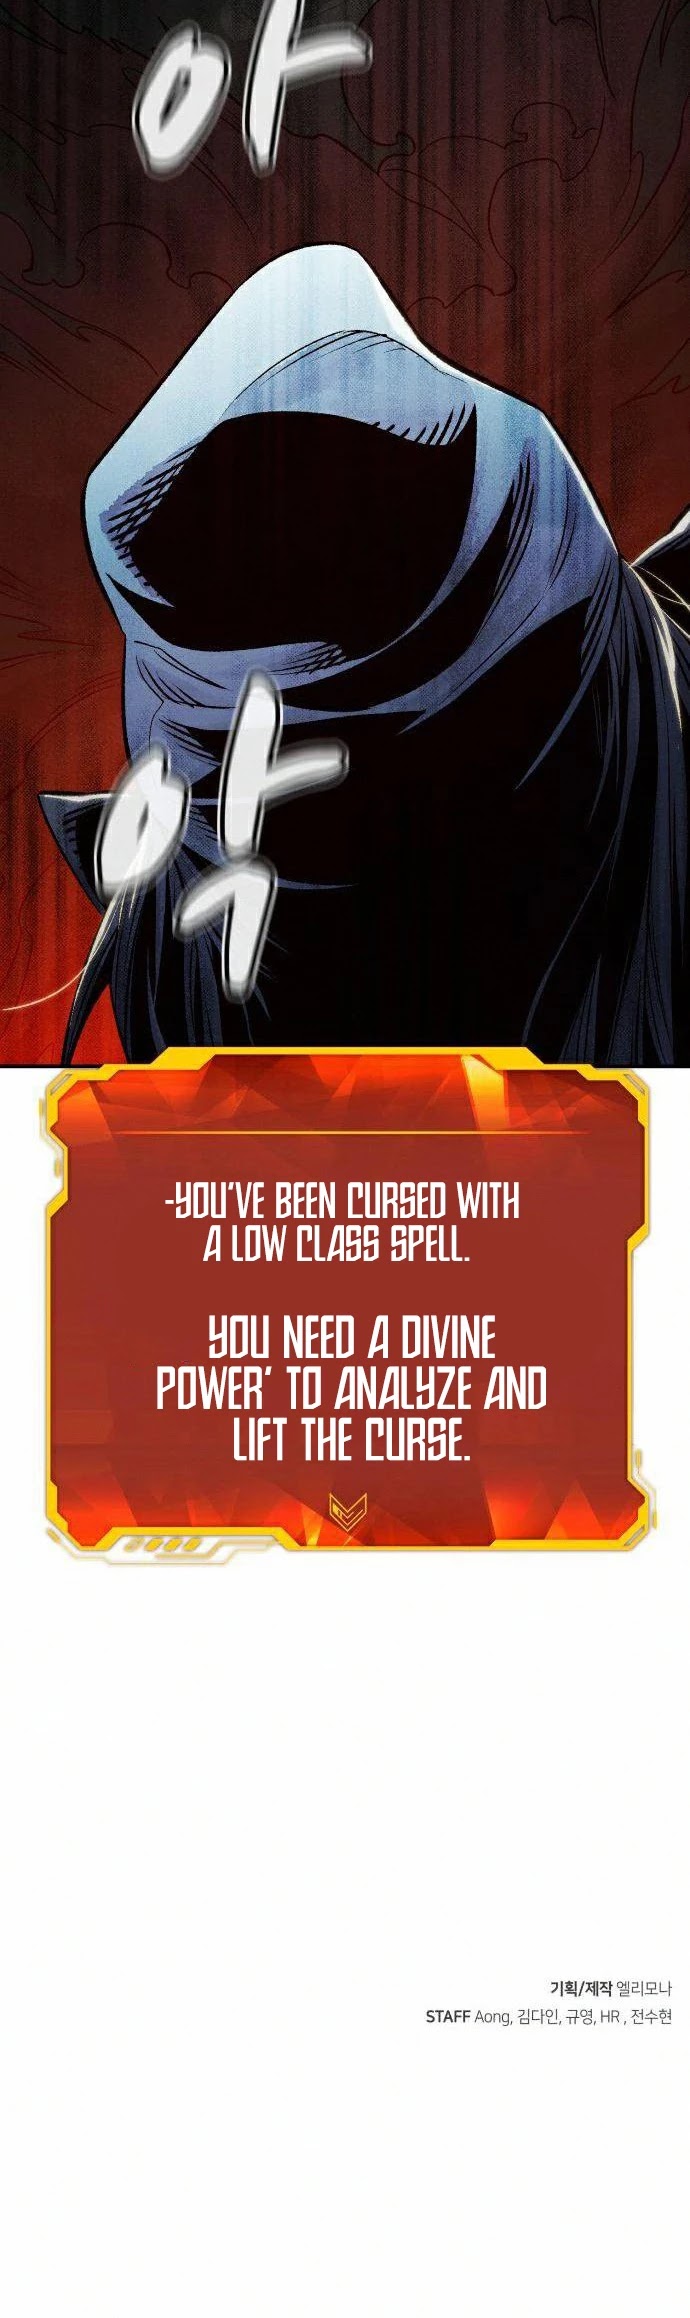 아
악
-YOU'VE BEEN CURSED WITH
A LOW CLASS SPELL.
YOU NEED A DIVINE
POWER' TO ANALYZE AND
LIFT THE CURSE.
기획/제작 엘리모나
STAFF Aong, 김다인, 규영, HR , 전수현